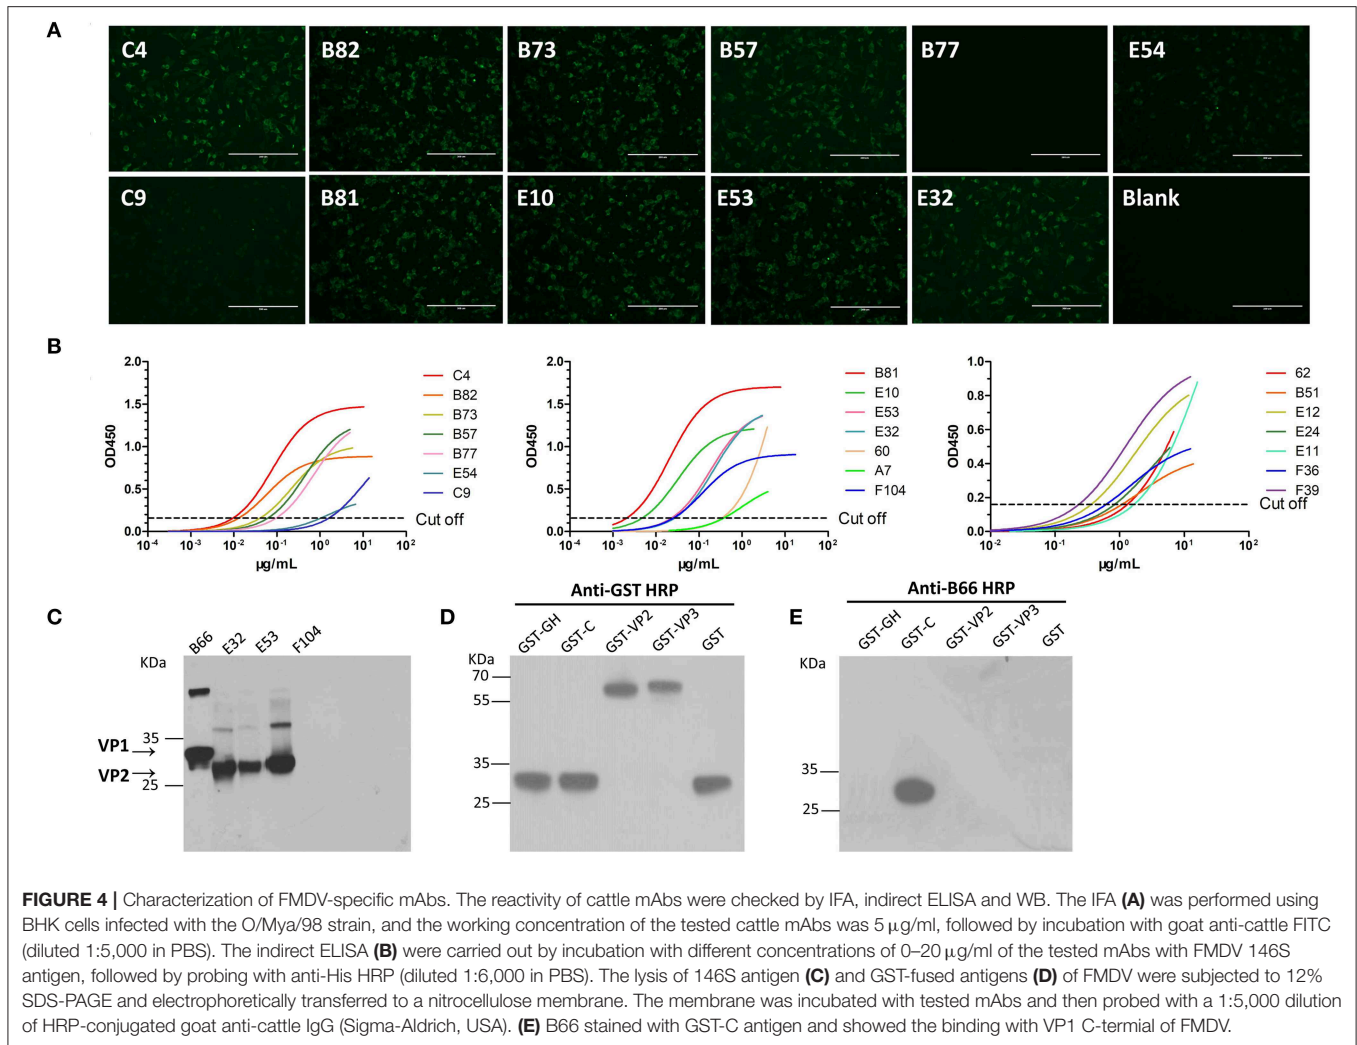 A
C4 B82 B73 B57 B77 E54
C9 B81 E10 E53 E32 Blank
B
2.0
1.5
1.0
0.5
0.0
OD450
10-4 10-3 10-2 10-1 100 101 102
µg/mL
C4
B82
B73
B57
B77
E54
C9
Cut off
2.0
1.5
1.0
0.5
0.0
OD450
10-3 10-2 10-1 100 101 102
µg/mL
B81
E10
E53
E32
60
A7
F104
Cut off
1.0
0.8
0.6
0.4
0.2
0.0
OD450
10-2 10-1 100 101 102
µg/mL
62
B51
E12
E24
E11
F36
F39
Cut off
C
B66 E32 E53 F104
KDa
35
VP1 →
VP2 →
25
D
Anti-GST HRP
GST-GH GST-C GST-VP2 GST-VP3 GST
KDa
70
55
35
25
E
Anti-B66 HRP
GST-GH GST-C GST-VP2 GST-VP3 GST
KDa
35
25
FIGURE 4 | Characterization of FMDV-specific mAbs. The reactivity of cattle mAbs were checked by IFA, indirect ELISA and WB. The IFA (A) was performed using
BHK cells infected with the O/Mya/98 strain, and the working concentration of the tested cattle mAbs was 5 µg/ml, followed by incubation with goat anti-cattle FITC
(diluted 1:5,000 in PBS). The indirect ELISA (B) were carried out by incubation with different concentrations of 0–20 µg/ml of the tested mAbs with FMDV 146S
antigen, followed by probing with anti-His HRP (diluted 1:6,000 in PBS). The lysis of 146S antigen (C) and GST-fused antigens (D) of FMDV were subjected to 12%
SDS-PAGE and electrophoretically transferred to a nitrocellulose membrane. The membrane was incubated with tested mAbs and then probed with a 1:5,000 dilution
of HRP-conjugated goat anti-cattle IgG (Sigma-Aldrich, USA). (E) B66 stained with GST-C antigen and showed the binding with VP1 C-termial of FMDV.